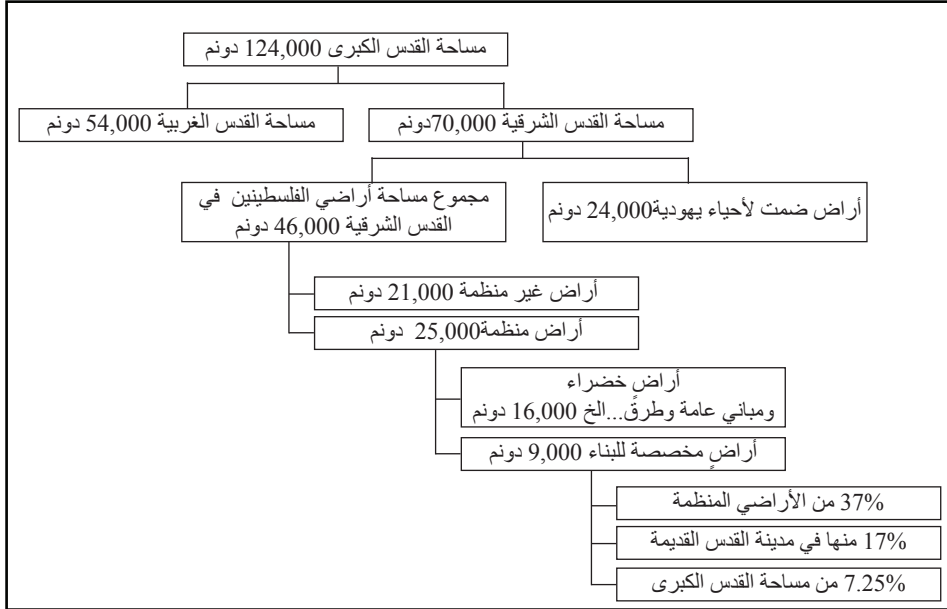 مساحة القدس الكبرى 124,000 دونم
مساحة القدس الشرقية 70,000دونم
مساحة القدس الغربية 54,000 دونم
أراض ضمت لأحياء يهودية24,000 دونم
مجموع مساحة أراضي الفلسطينين في
القدس الشرقية 46,000 دونم
أراض غير منظمة 21,000 دونم
أراض منظمة25,000 دونم
أراضٍ خضراء
ومباني عامة وطرق...الخ 16,000 دونم
أراضٍ مخصصة للبناء 9,000 دونم
37% من الأراضي المنظمة
17% منها في مدينة القدس القديمة
7.25% من مساحة القدس الكبرى